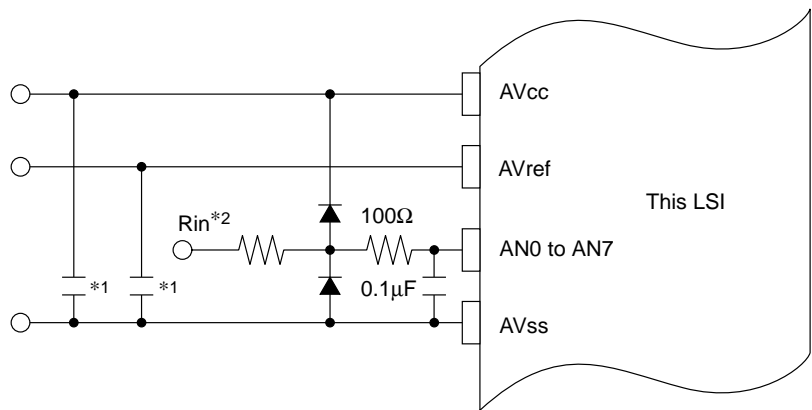 AVcc
AVref
This LSI
Rin*2
100Ω
AN0 to AN7
*1
*1
0.1μF
AVss